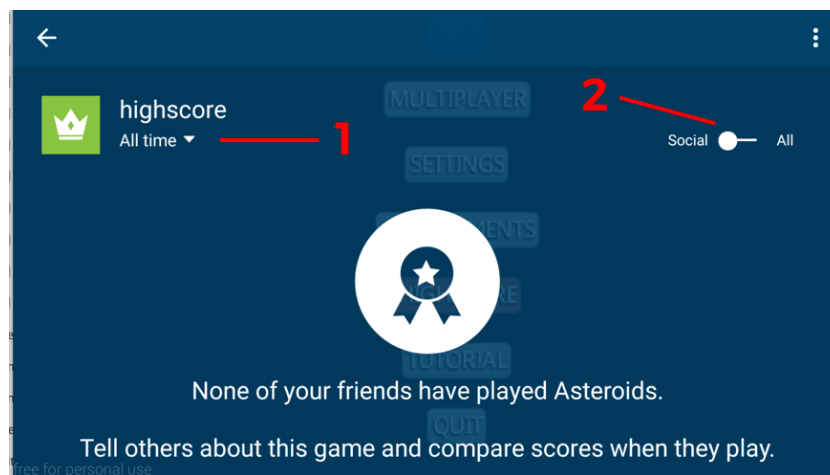 PLAY
MULTIPLAYER
2
highscore
All time
1
Social
All
SETTINGS
None of your friends have played Asteroids.
TUTORIAL
QUIT
Tell others about this game and compare scores when they play.
free for personal use